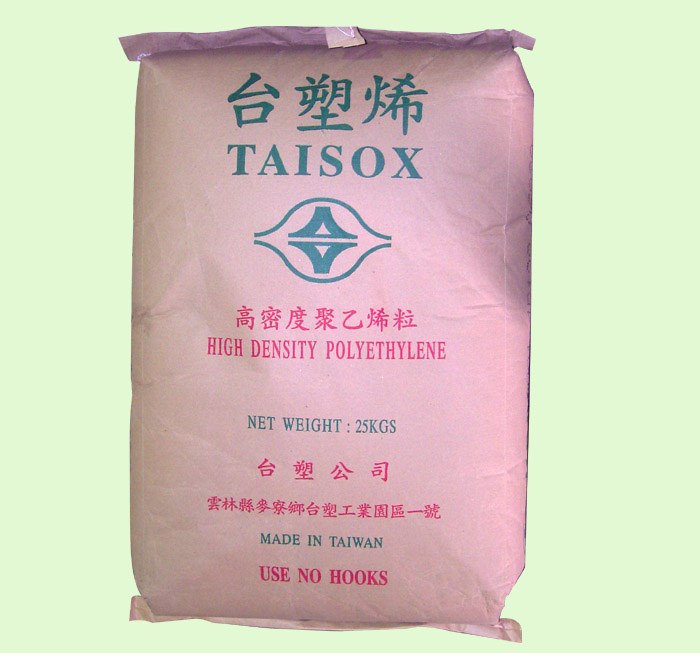 台塑烯
TAISOX
高密度聚乙烯粒
HIGH DENSITY POLYETHYLENE
NET WEIGHT : 25KGS
台塑公司
雲林縣麥寮鄉台塑工業園區一號
MADE IN TAIWAN
USE NO HOOKS